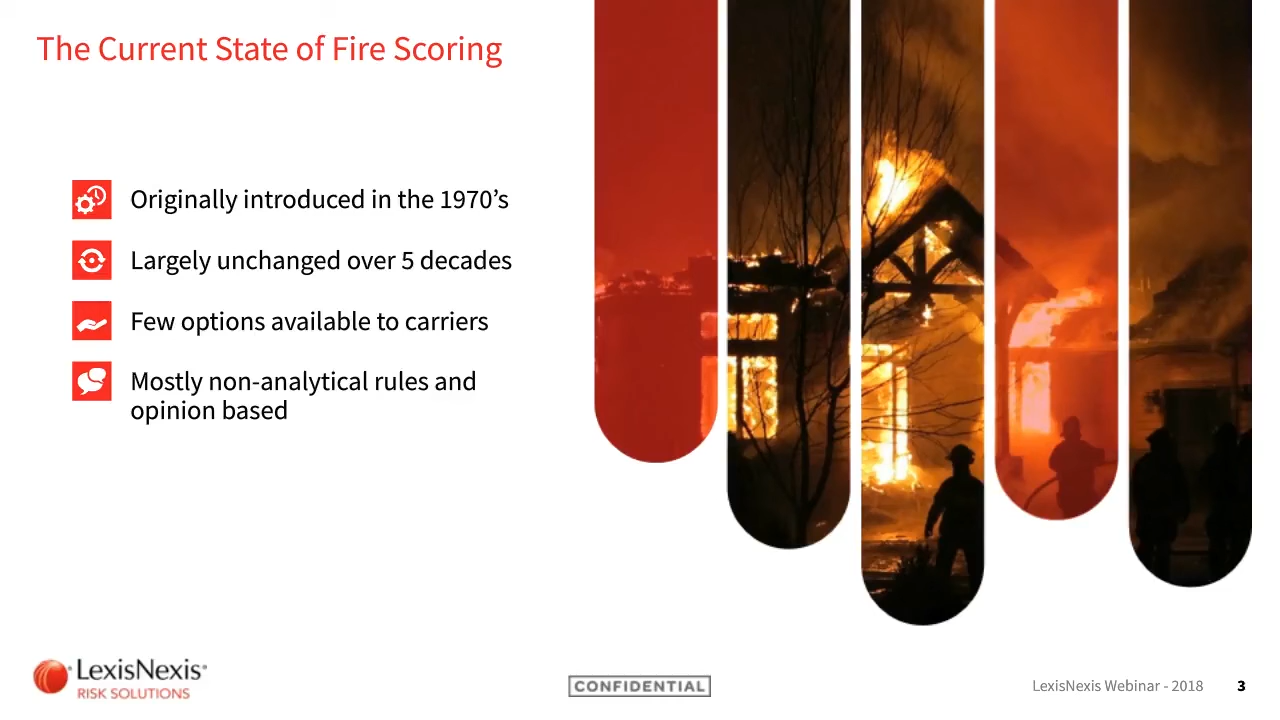 The Current State of Fire Scoring
Originally introduced in the 1970’s
Largely unchanged over 5 decades
Few options available to carriers
Mostly non-analytical rules and
opinion based
LexisNexis®
RISK SOLUTIONS
CONFIDENTIAL
LexisNexis Webinar - 2018 3